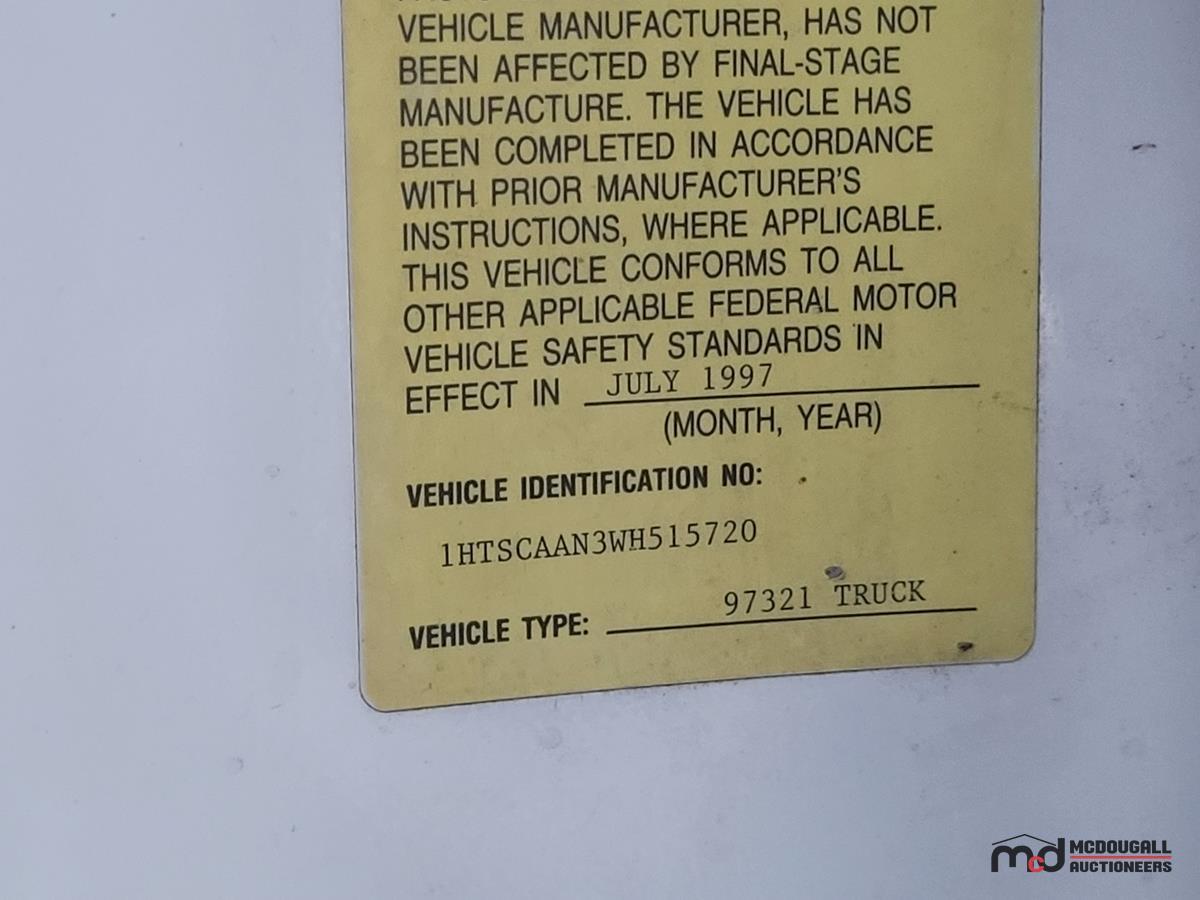 VEHICLE MANUFACTURER, HAS NOT
BEEN AFFECTED BY FINAL-STAGE
MANUFACTURE. THE VEHICLE HAS
BEEN COMPLETED IN ACCORDANCE
WITH PRIOR MANUFACTURER'S
INSTRUCTIONS, WHERE APPLICABLE.
THIS VEHICLE CONFORMS TO ALL
OTHER APPLICABLE FEDERAL MOTOR
VEHICLE SAFETY STANDARDS IN
EFFECT IN JULY 1997
(MONTH, YEAR)
VEHICLE IDENTIFICATION NO:
1HTSCAAN3WH515720
VEHICLE TYPE: 97321 TRUCK
mcd MCDOUGALL
AUCTIONEERS